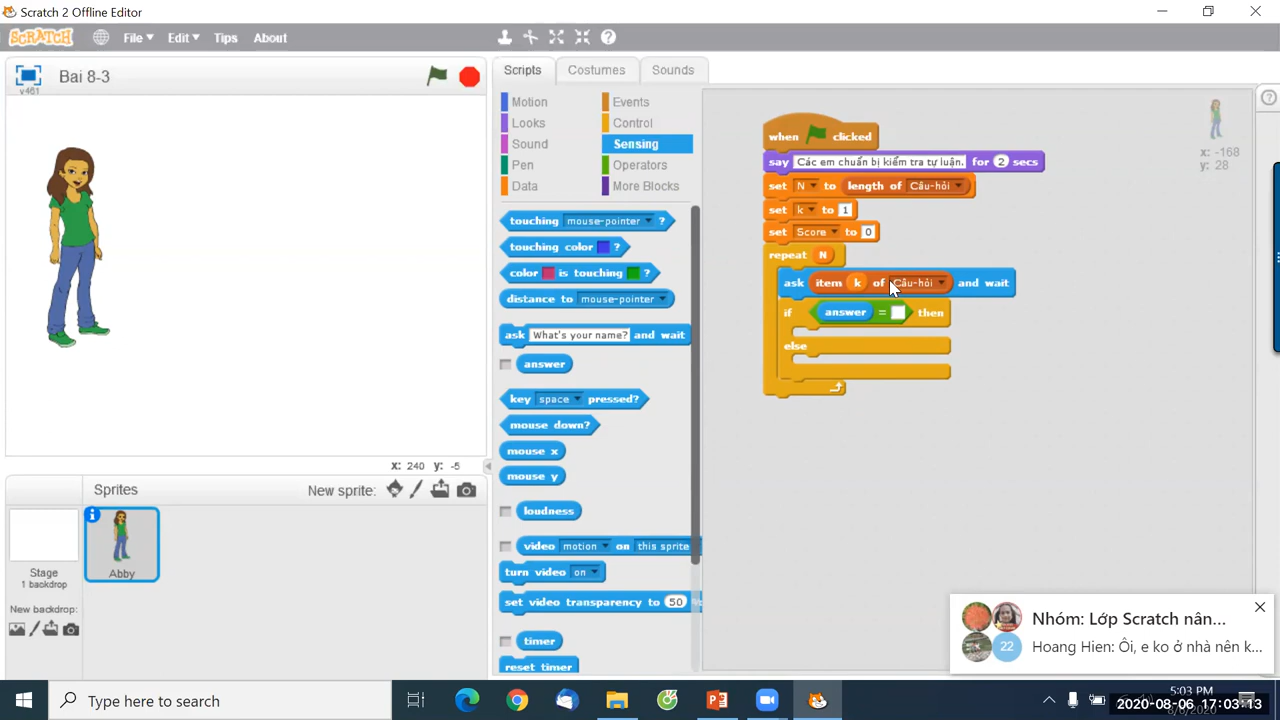 Scratch 2 Offline Editor
SCRATCH File Edit Tips About
v461 Bai 8-3
Scripts Costumes Sounds
Motion Events
Looks Control
Sound Sensing
Pen Operators
Data More Blocks
touching mouse-pointer ?
touching color ?
color is touching ?
distance to mouse-pointer
ask What's your name? and wait
answer
key space pressed?
mouse down?
mouse x
mouse y
loudness
video motion on this sprite
turn video on
set video transparency to 50 %
timer
reset timer
when clicked
say Các em chuẩn bị kiểm tra tự luận. for 2 secs
set N to length of Câu-hỏi
set k to 1
set Score to 0
repeat N
ask item k of Câu-hỏi and wait
if answer = then
else
x: -168
y: 28
x: 240 y: -5
Sprites New sprite:
Stage
1 backdrop
New backdrop:
Abby
Nhóm: Lớp Scratch nân...
22
Hoang Hien: Ôi, e ko ở nhà nên k...
Type here to search
5:03 PM
2020-08-06 17:03:13